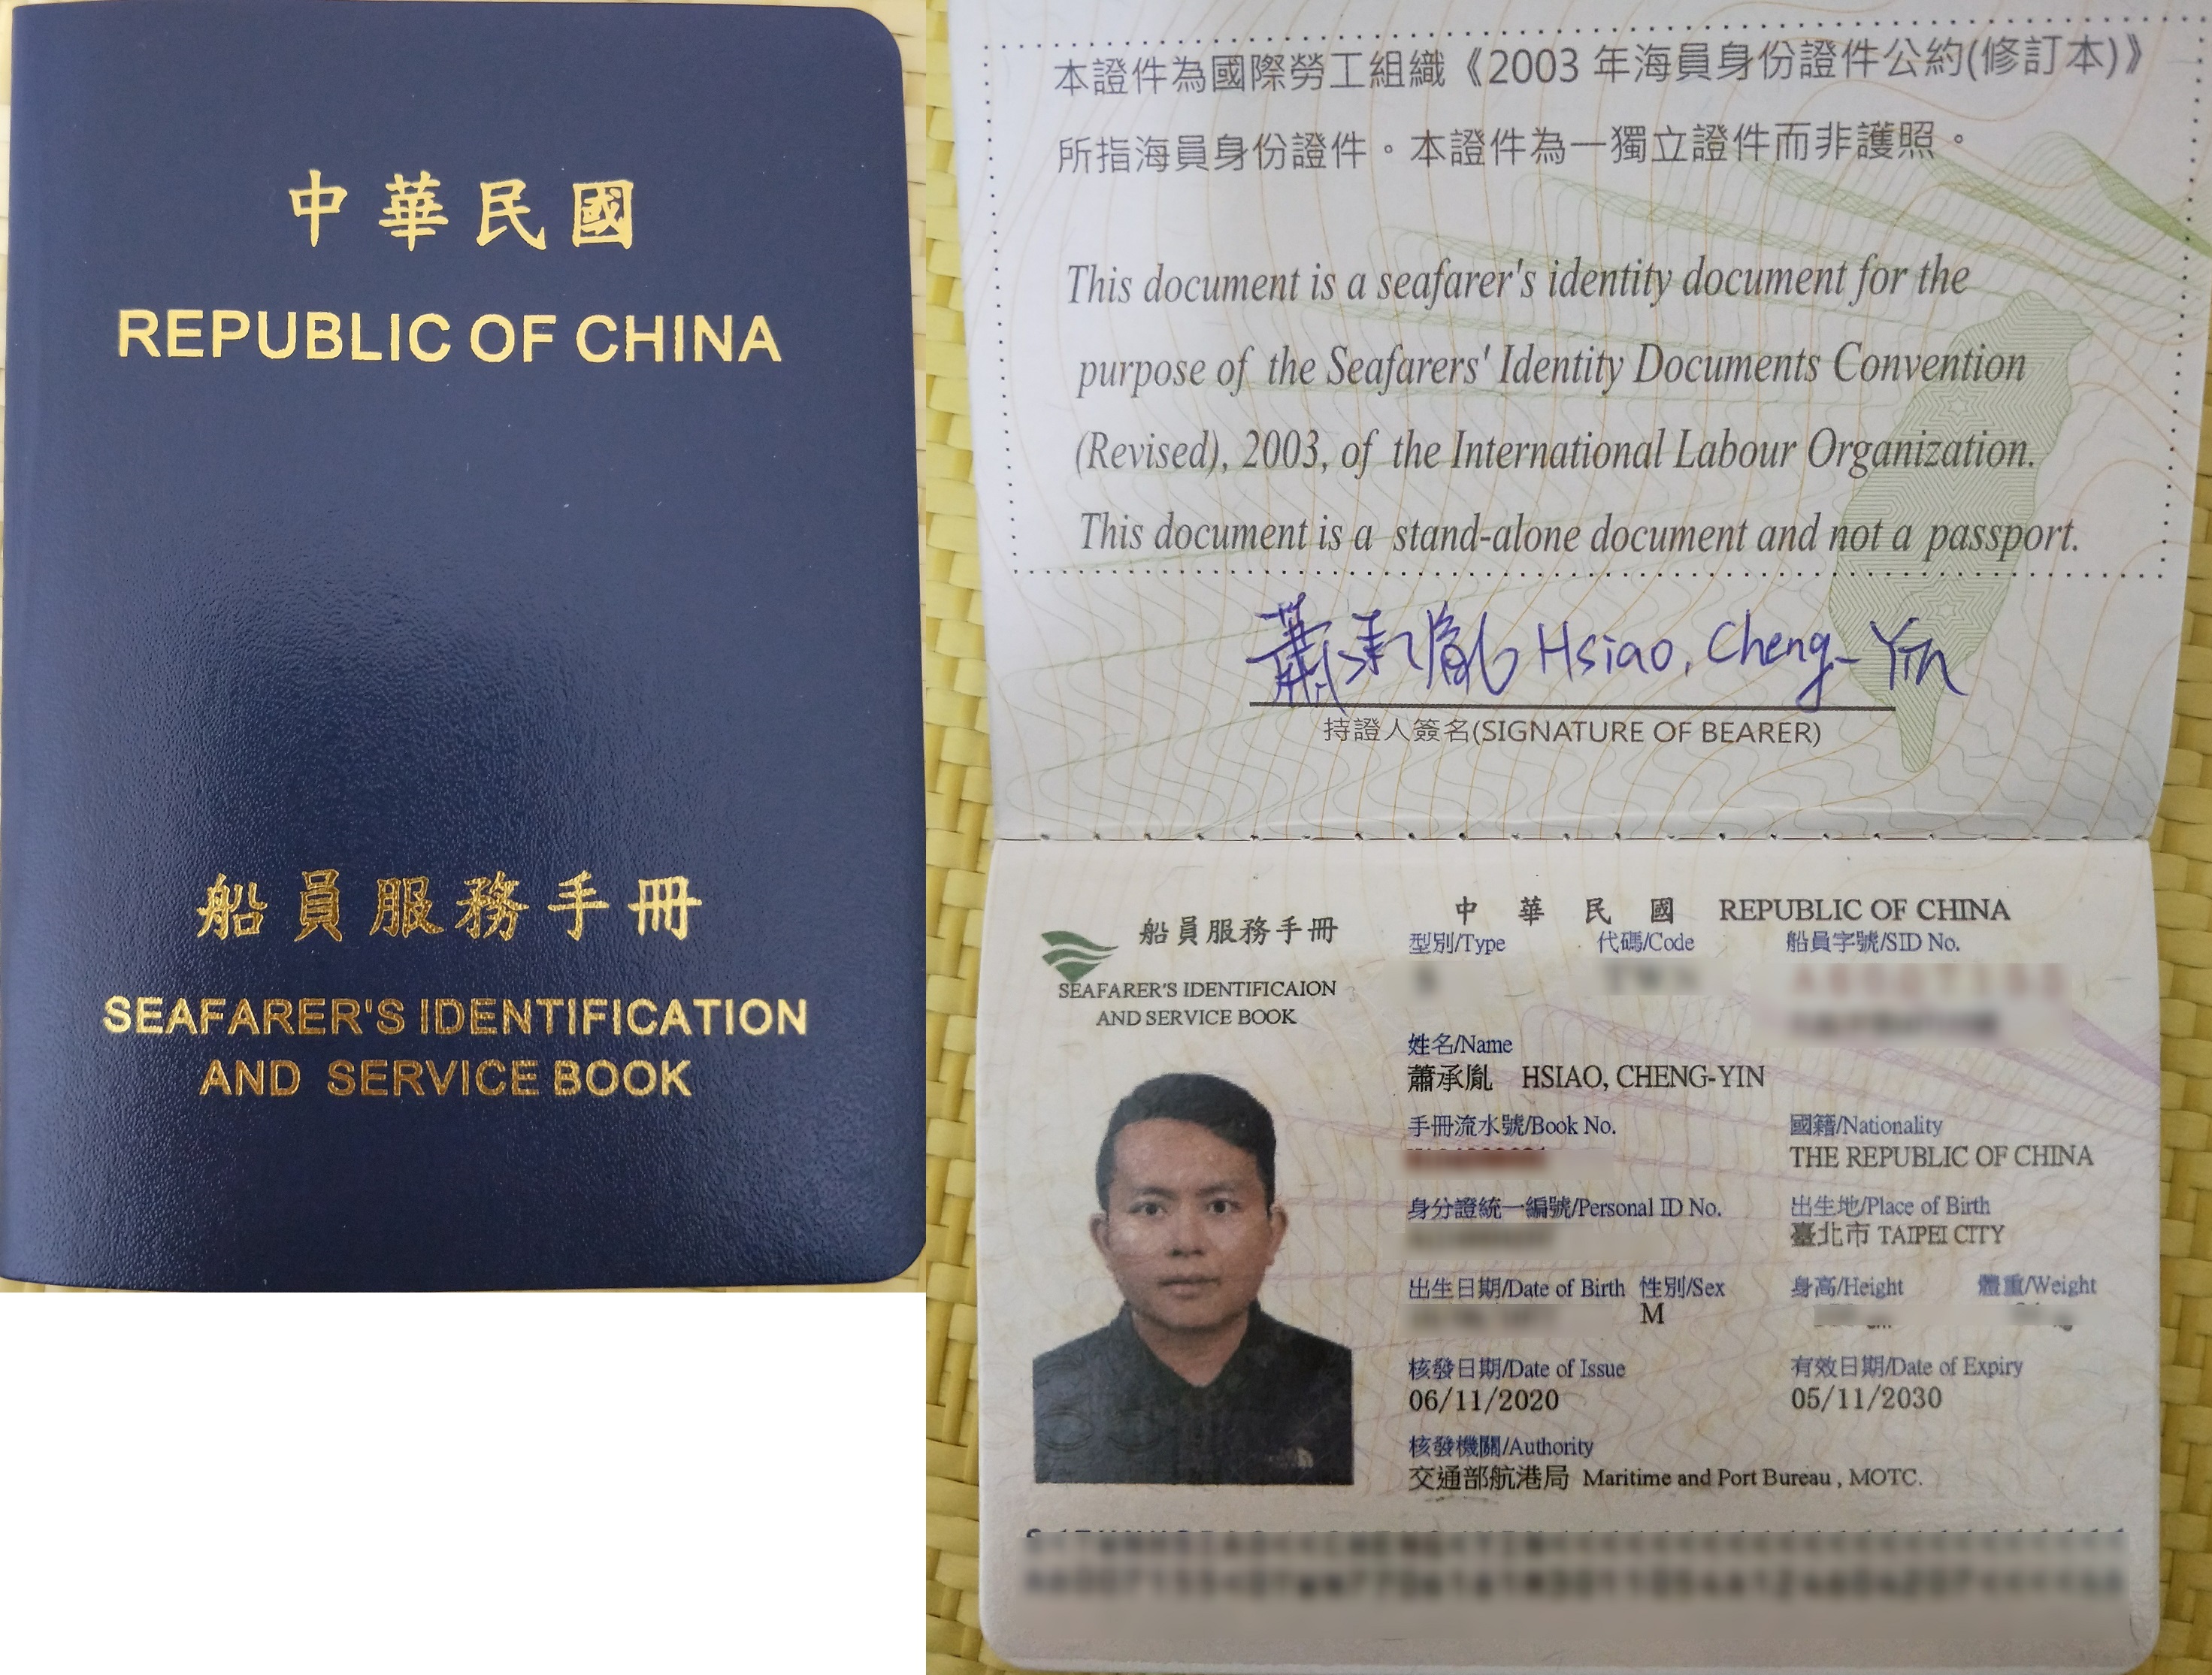 中華民國
REPUBLIC OF CHINA
船員服務手冊
SEAFARER'S IDENTIFICATION
AND SERVICE BOOK
本證件為國際勞工組織《2003 年海員身份證件公約(修訂本)》
所指海員身份證件。本證件為一獨立證件而非護照。
This document is a seafarer's identity document for the
purpose of the Seafarers' Identity Documents Convention
(Revised), 2003, of the International Labour Organization.
This document is a stand-alone document and not a passport.
蕭承胤 Hsiao, Cheng-Yin
持證人簽名(SIGNATURE OF BEARER)
船員服務手冊
SEAFARER'S IDENTIFICAION
AND SERVICE BOOK
中華民國 REPUBLIC OF CHINA
型別/Type 代碼/Code 船員字號/SID No.
姓名/Name
蕭承胤 HSIAO, CHENG-YIN
手冊流水號/Book No. 國籍/Nationality
THE REPUBLIC OF CHINA
身分證統一編號/Personal ID No. 出生地/Place of Birth
臺北市 TAIPEI CITY
出生日期/Date of Birth 性別/Sex 身高/Height 體重/Weight
M
核發日期/Date of Issue 有效日期/Date of Expiry
06/11/2020 05/11/2030
核發機關/Authority
交通部航港局 Maritime and Port Bureau , MOTC.